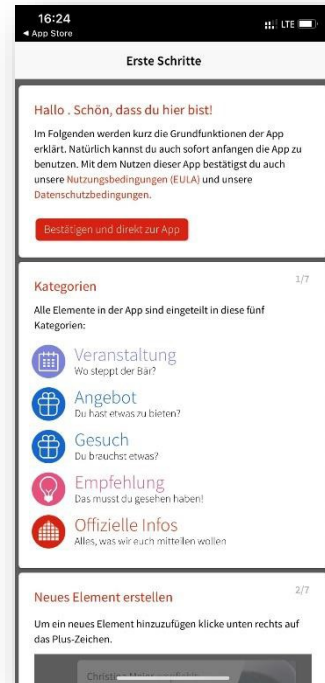 16:24
LTE
App Store
Erste Schritte
Hallo . Schön, dass du hier bist!
Im Folgenden werden kurz die Grundfunktionen der App
erklärt. Natürlich kannst du auch sofort anfangen die App zu
benutzen. Mit dem Nutzen dieser App bestätigst du auch
unsere Nutzungsbedingungen (EULA) und unsere
Datenschutzbedingungen.
Bestätigen und direkt zur App
1/7
Kategorien
Alle Elemente in der App sind eingeteilt in diese fünf
Kategorien:
Veranstaltung
Wo steppt der Bär?
Angebot
Du hast etwas zu bieten?
Gesuch
Du brauchst etwas?
Empfehlung
Das musst du gesehen haben!
Offizielle Infos
Alles, was wir euch mitteilen wollen
2/7
Neues Element erstellen
Um ein neues Element hinzuzufügen klicke unten rechts auf
das Plus-Zeichen.